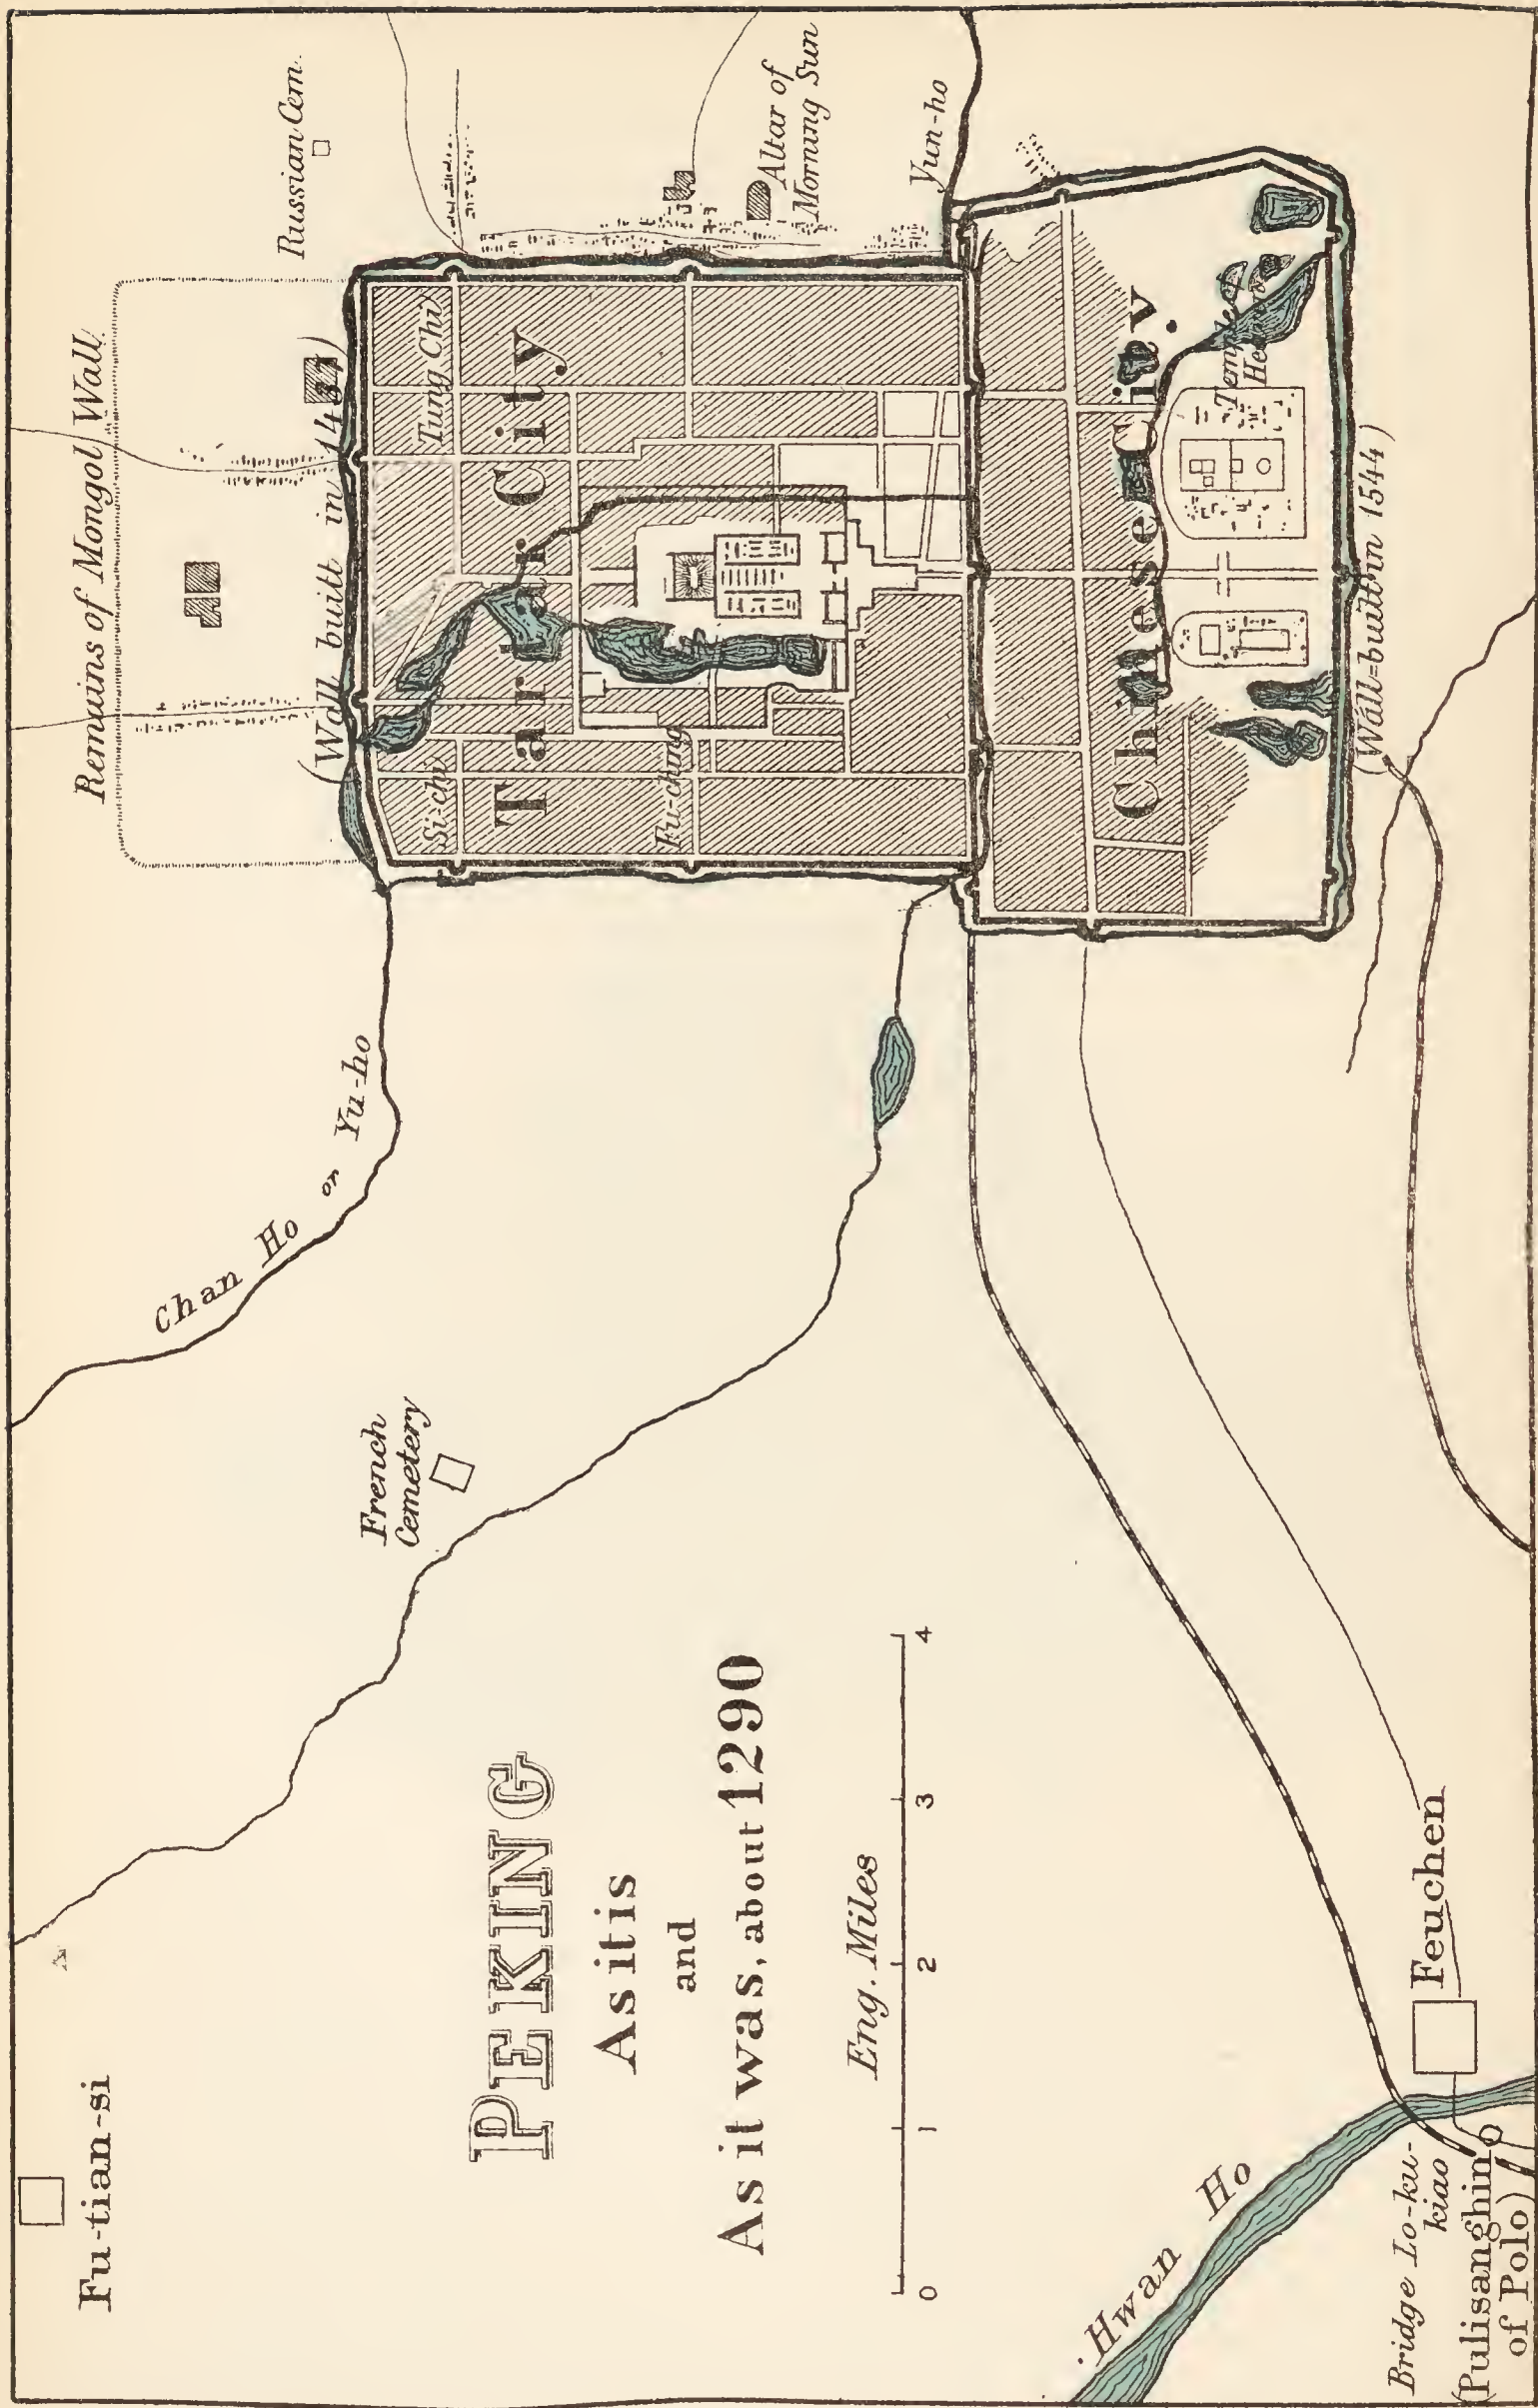 PEKING
As it is
and
As it was, about 1290
Eng. Miles
0 1 2 3 4
Fu-tian-si
Chan Ho or Yu-ho
French
Cemetery
Remains of Mongol Wall
Russian Cem.
(Wall built in 1437)
Si-chi
Tung Chi
Tartar City
Fu-ching
Altar of
Morning Sun
Yun-ho
Chinese City.
Temple of
Heaven
(Wall-built in 1544)
Hwan Ho
Feuchen
Bridge Lo-ku-
kiao
(Pulisanghin
of Polo)